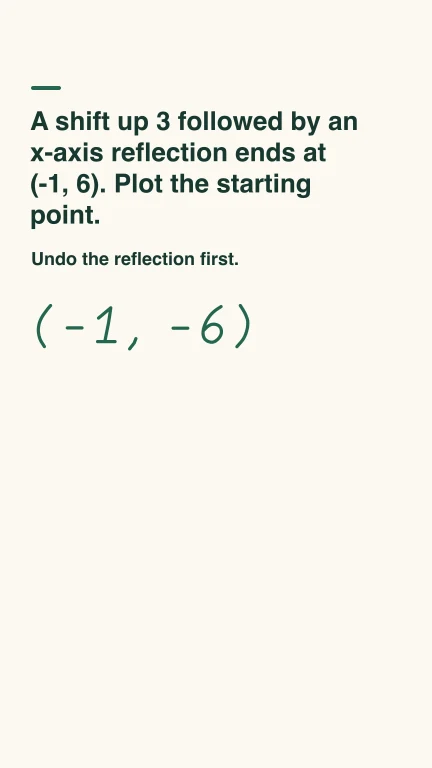 A shift up 3 followed by an
x-axis reflection ends at
(-1, 6). Plot the starting
point.
Undo the reflection first.
(-1, -6)